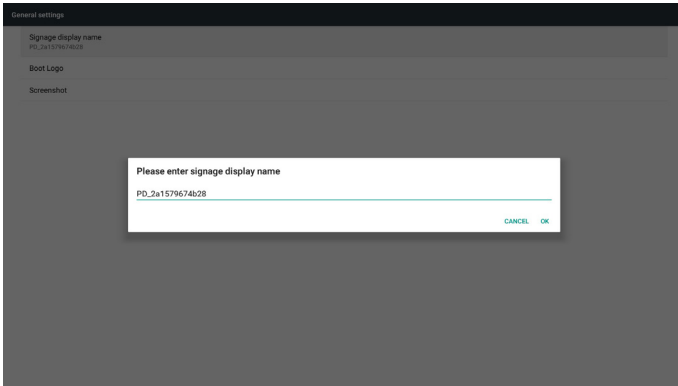 General settings
Signage display name
PD_2a1579674b28
Boot Logo
Screenshot
Please enter signage display name
PD_2a1579674b28
CANCEL OK